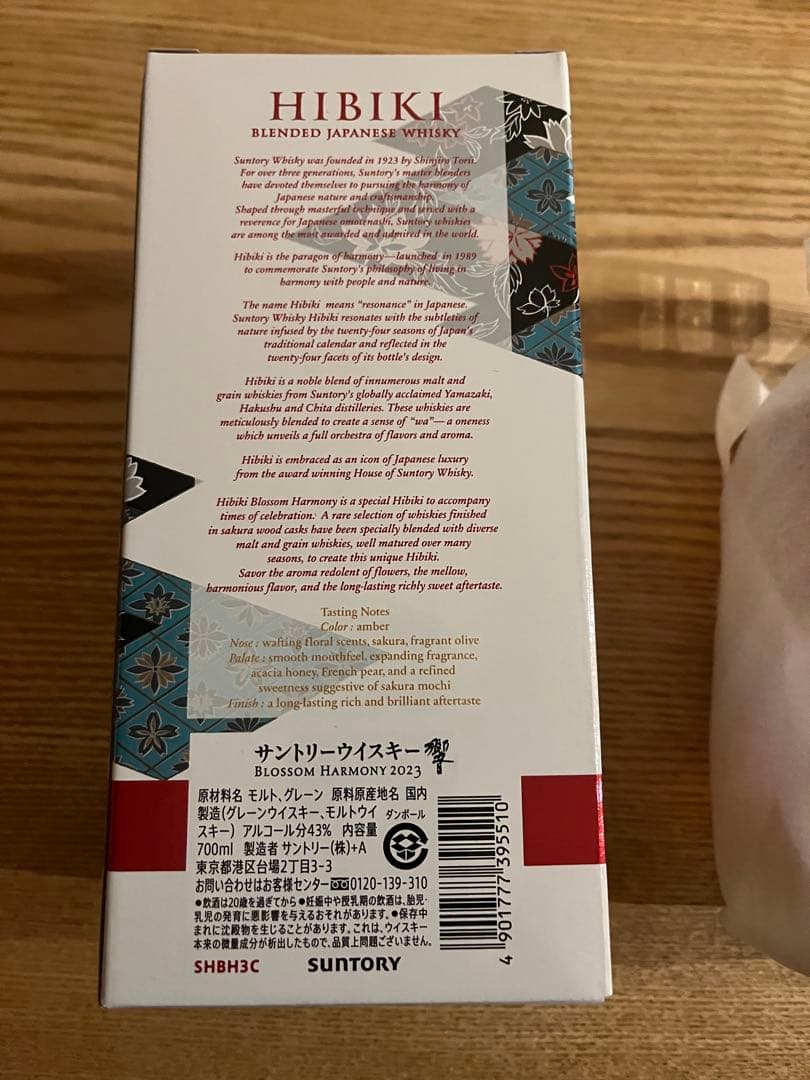 HIBIKI
BLENDED JAPANESE WHISKY
Suntory Whisky was founded in 1923 by Shinjiro Torii.
For over three generations, Suntory's master blenders
have devoted themselves to pursuing the harmony of
Japanese nature and craftsmanship.
Shaped through masterful technique and served with a
reverence for Japanese omotenashi, Suntory whiskies
are among the most awarded and admired in the world.
Hibiki is the paragon of harmony—launched in 1989
to commemorate Suntory's philosophy of living in
harmony with people and nature.
The name Hibiki means “resonance” in Japanese.
Suntory Whisky Hibiki resonates with the subtleties of
nature infused by the twenty-four seasons of Japan's
traditional calendar and reflected in the
twenty-four facets of its bottle's design.
Hibiki is a noble blend of innumerous malt and
grain whiskies from Suntory's globally acclaimed Yamazaki,
Hakushu and Chita distilleries. These whiskies are
meticulously blended to create a sense of “wa”— a oneness
which unveils a full orchestra of flavors and aroma.
Hibiki is embraced as an icon of Japanese luxury
from the award winning House of Suntory Whisky.
Hibiki Blossom Harmony is a special Hibiki to accompany
times of celebration. A rare selection of whiskies finished
in sakura wood casks have been specially blended with diverse
malt and grain whiskies, well matured over many
seasons, to create this unique Hibiki.
Savor the aroma redolent of flowers, the mellow,
harmonious flavor, and the long-lasting richly sweet aftertaste.
Tasting Notes
Color : amber
Nose : wafting floral scents, sakura, fragrant olive
Palate : smooth mouthfeel, expanding fragrance,
acacia honey, French pear, and a refined
sweetness suggestive of sakura mochi
Finish : a long-lasting rich and brilliant aftertaste
サントリーウイスキー 響
BLOSSOM HARMONY 2023
原材料名 モルト、グレーン 原料原産地名 国内
製造(グレーンウイスキー、モルトウイ
スキー) アルコール分43% 内容量
700ml 製造者 サントリー(株)+A
東京都港区台場2丁目3-3
ダンボール
お問い合わせはお客様センター 0120-139-310
●飲酒は20歳を過ぎてから ●妊娠中や授乳期の飲酒は、胎児・
乳児の発育に悪影響を与えるおそれがあります。●保存中
まれに沈殿物を生じることがあります。これは、ウイスキー
本来の微量成分が析出したもので、品質上問題ございません。
SHBH3C SUNTORY
4 901777 395510